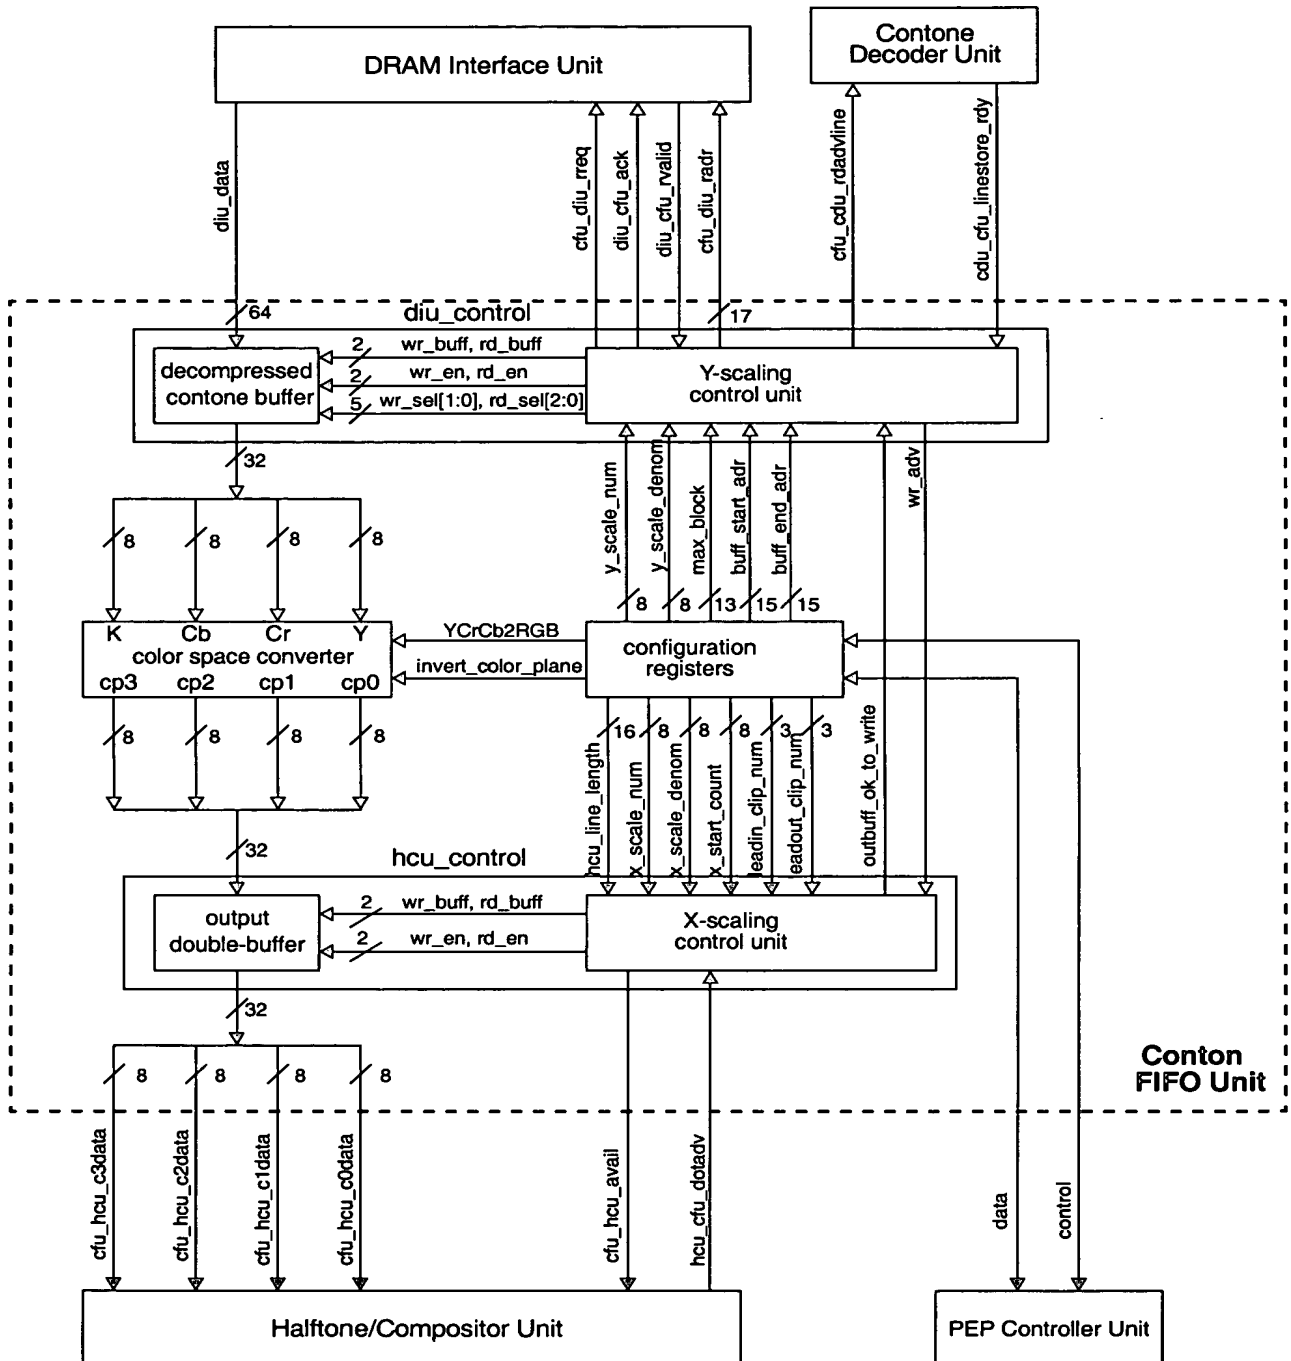 Contone
Decoder Unit
DRAM Interface Unit
diu_data
cfu_diu_rreq
diu_cfu_ack
diu_cfu_rvalid
cfu_diu_radr
cfu_cdu_rdadvline
cdu_cfu_linestore_rdy
64
diu_control
17
decompressed
contone buffer
2
wr_buff, rd_buff
2
wr_en, rd_en
5
wr_sel[1:0], rd_sel[2:0]
Y-scaling
control unit
32
8
8
8
8
y_scale_num
y_scale_denom
max_block
buff_start_adr
buff_end_adr
wr_adv
8
8
13
15
15
K Cb Cr Y
color space converter
cp3 cp2 cp1 cp0
YCrCb2RGB
invert_color_plane
configuration
registers
8
8
8
8
16
8
8
8
3
3
hcu_line_length
x_scale_num
x_scale_denom
x_start_count
leadin_clip_num
leadout_clip_num
outbuff_ok_to_write
32
hcu_control
output
double-buffer
2
wr_buff, rd_buff
2
wr_en, rd_en
X-scaling
control unit
32
8
8
8
8
Conton
FIFO Unit
cfu_hcu_c3data
cfu_hcu_c2data
cfu_hcu_c1data
cfu_hcu_c0data
cfu_hcu_avail
hcu_cfu_dotadv
data
control
Halftone/Compositor Unit
PEP Controller Unit